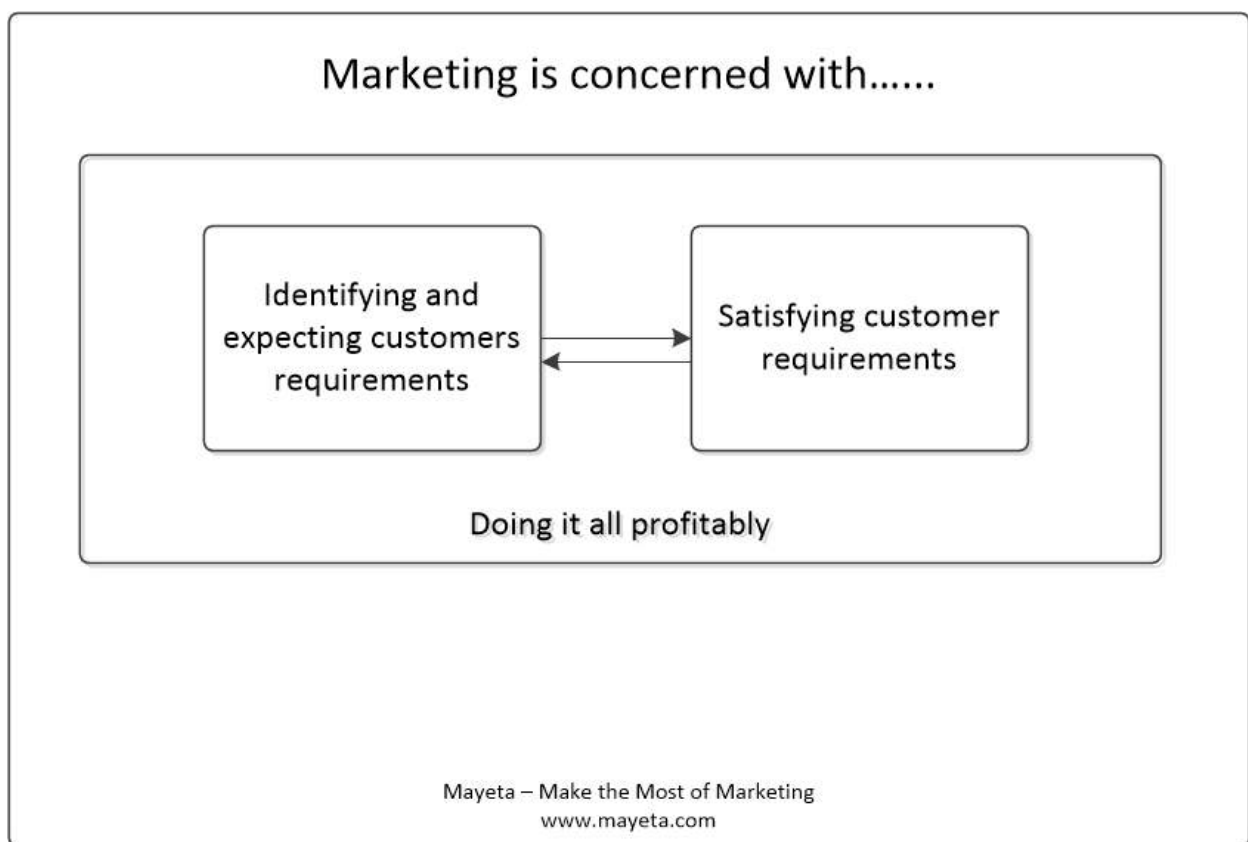 Marketing is concerned with......
Identifying and
expecting customers
requirements
Satisfying customer
requirements
Doing it all profitably
Mayeta – Make the Most of Marketing
www.mayeta.com